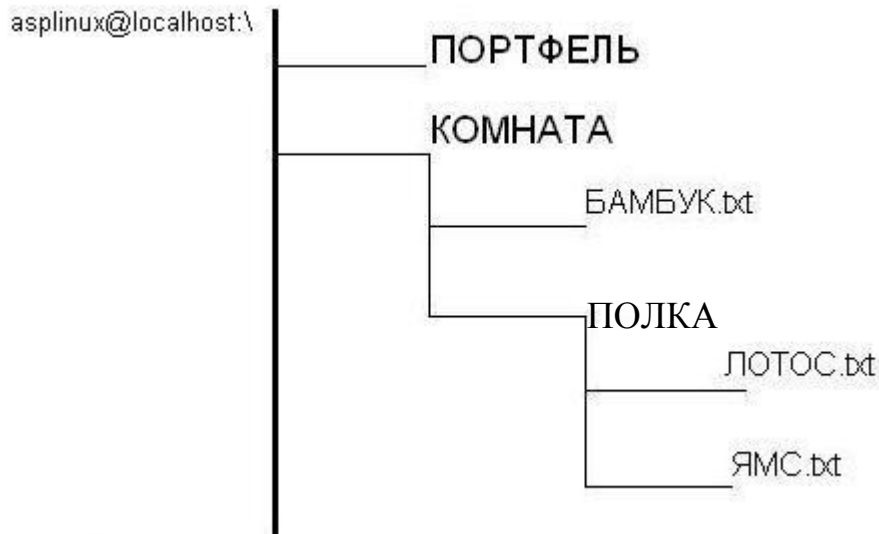 asplinux@localhost:\
ПОРТФЕЛЬ
КОМНАТА
БАМБУК.txt
ПОЛКА
ЛОТОС.txt
ЯМС.txt